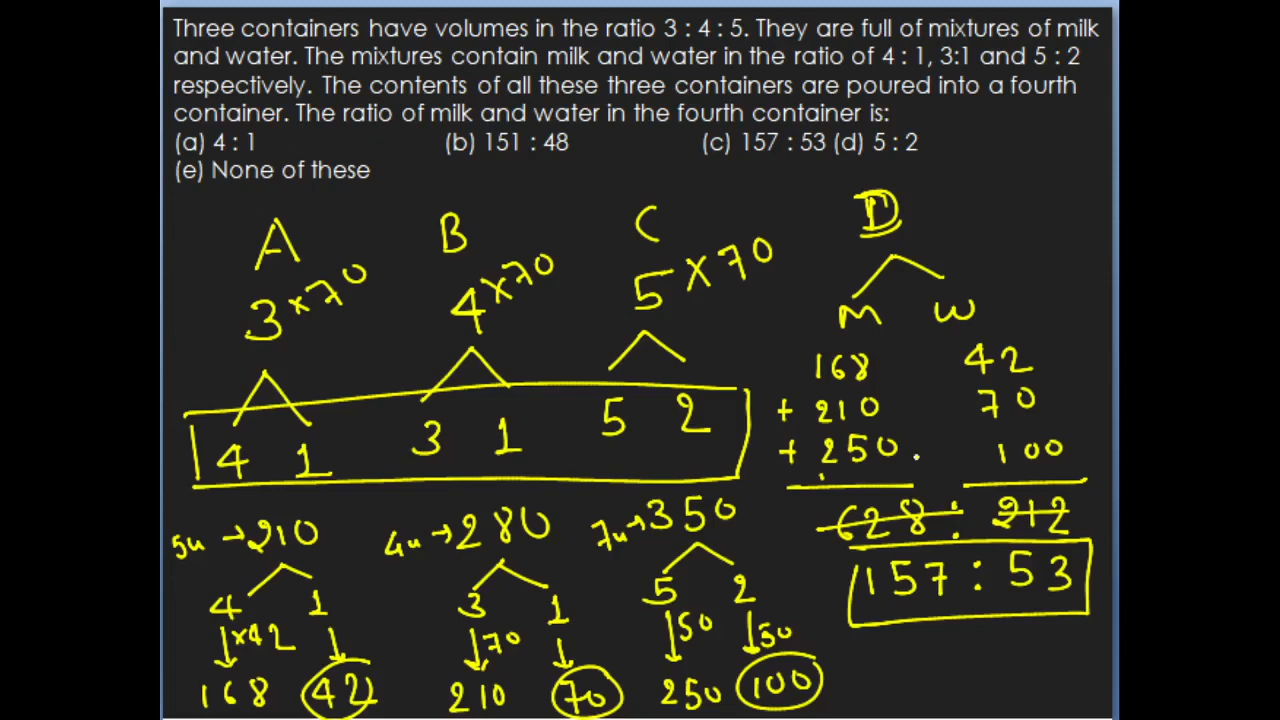 Three containers have volumes in the ratio 3 : 4 : 5. They are full of mixtures of milk
and water. The mixtures contain milk and water in the ratio of 4 : 1, 3:1 and 5 : 2
respectively. The contents of all these three containers are poured into a fourth
container. The ratio of milk and water in the fourth container is:
(a) 4 : 1 (b) 151 : 48 (c) 157 : 53 (d) 5 : 2
(e) None of these
A B C D
3 × 70 4 × 70 5 × 70
M W
168 42
4 1 3 1 5 2 + 210 70
+ 250 100
5u → 210 4u → 280 7u → 350 628 : 212
4 1 3 1 5 2 157 : 53
×42 70 50 50
168 42 210 70 250 100